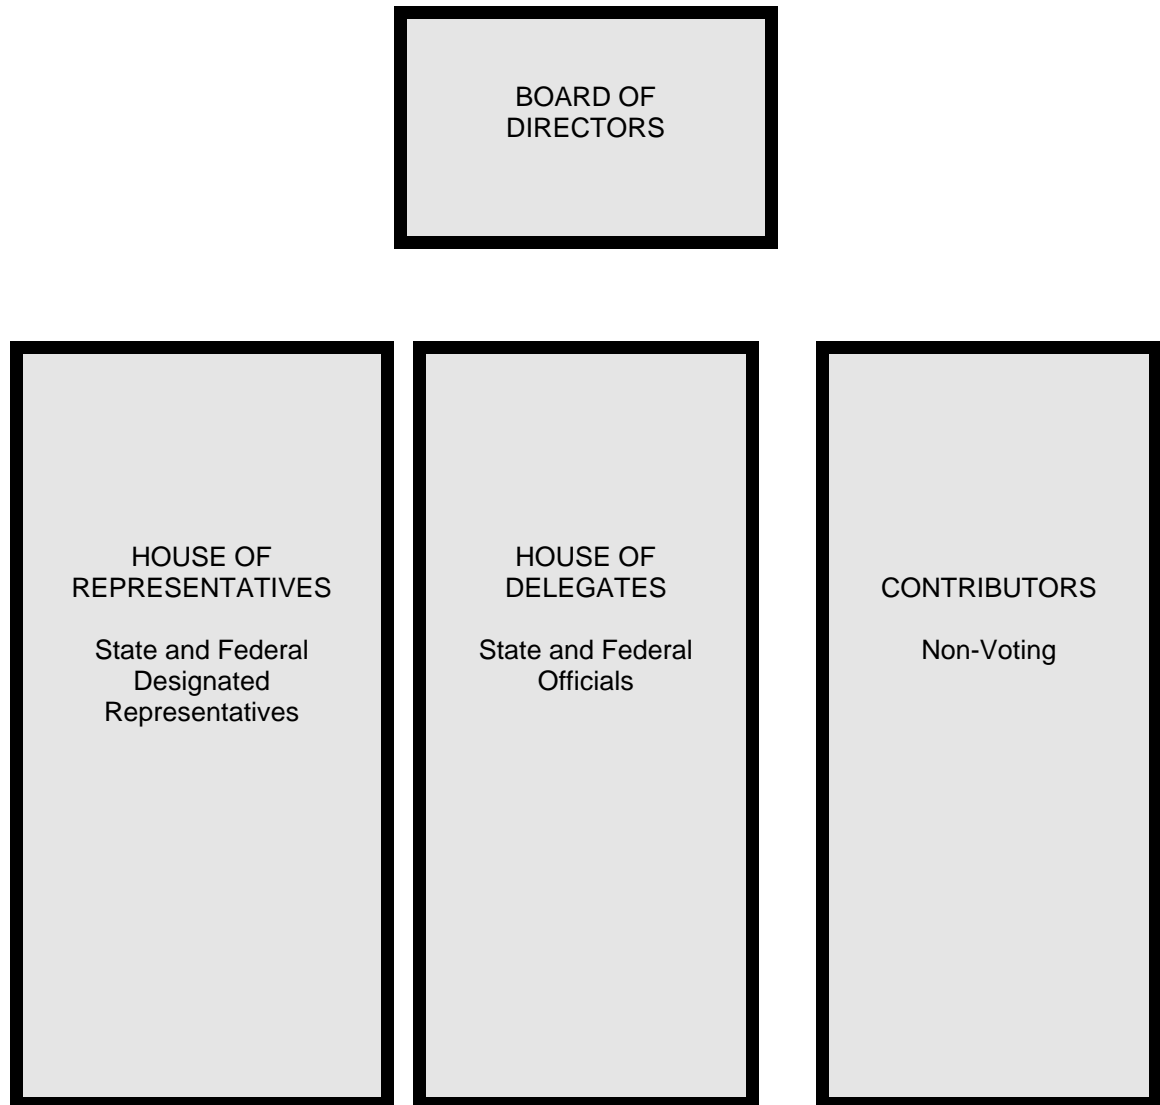 BOARD OF
DIRECTORS
HOUSE OF
REPRESENTATIVES
State and Federal
Designated
Representatives
HOUSE OF
DELEGATES
State and Federal
Officials
CONTRIBUTORS
Non-Voting